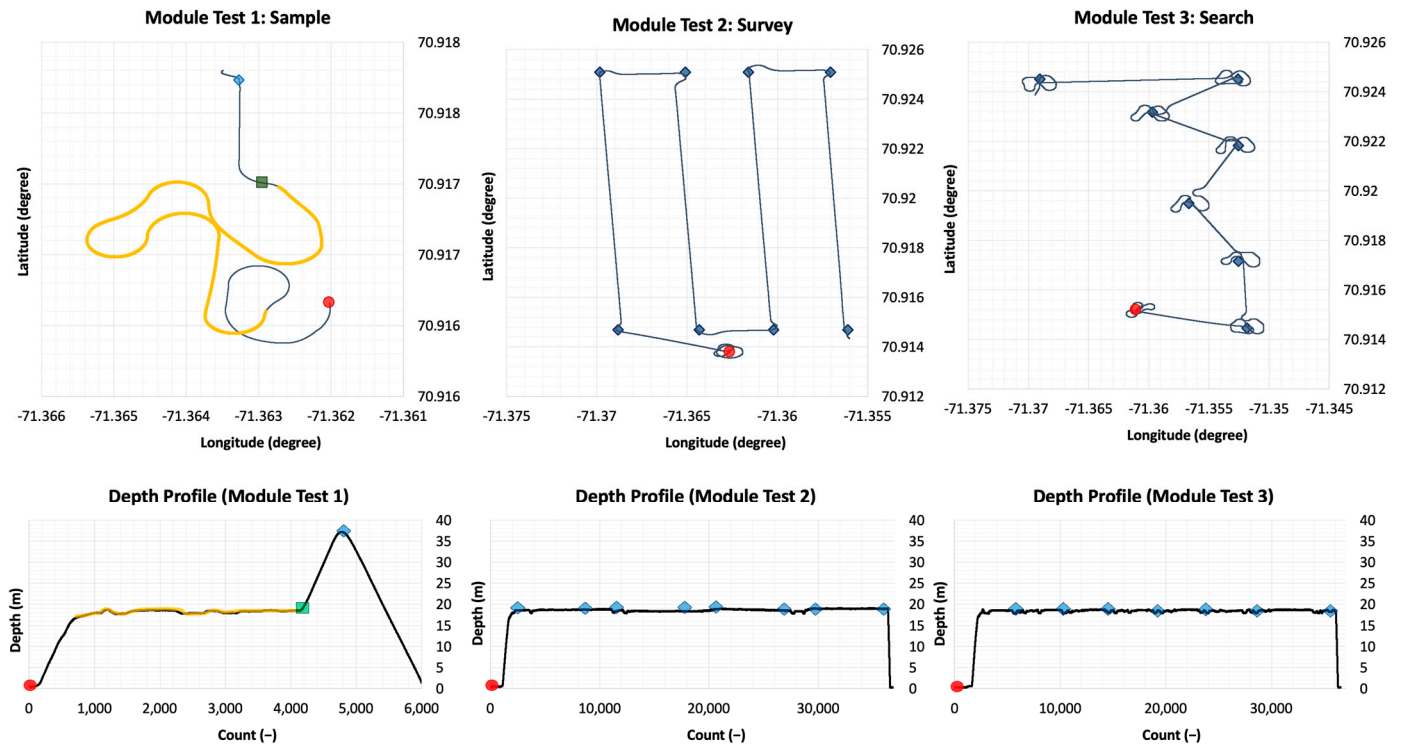 Module Test 1: Sample
70.918
70.918
70.917
70.917
70.916
70.916
Latitude (degree)
-71.366 -71.365 -71.364 -71.363 -71.362 -71.361
Longitude (degree)
Module Test 2: Survey
70.926
70.924
70.922
70.92
70.918
70.916
70.914
70.912
Latitude (degree)
-71.375 -71.37 -71.365 -71.36 -71.355
Longitude (degree)
Module Test 3: Search
70.926
70.924
70.922
70.92
70.918
70.916
70.914
70.912
Latitude (degree)
-71.375 -71.37 -71.365 -71.36 -71.355 -71.35 -71.345
Longitude (degree)
Depth Profile (Module Test 1)
40
35
30
25
20
15
10
5
0
Depth (m)
0 1,000 2,000 3,000 4,000 5,000 6,000
Count (–)
Depth Profile (Module Test 2)
40
35
30
25
20
15
10
5
0
Depth (m)
0 10,000 20,000 30,000
Count (–)
Depth Profile (Module Test 3)
40
35
30
25
20
15
10
5
0
Depth (m)
0 10,000 20,000 30,000
Count (–)